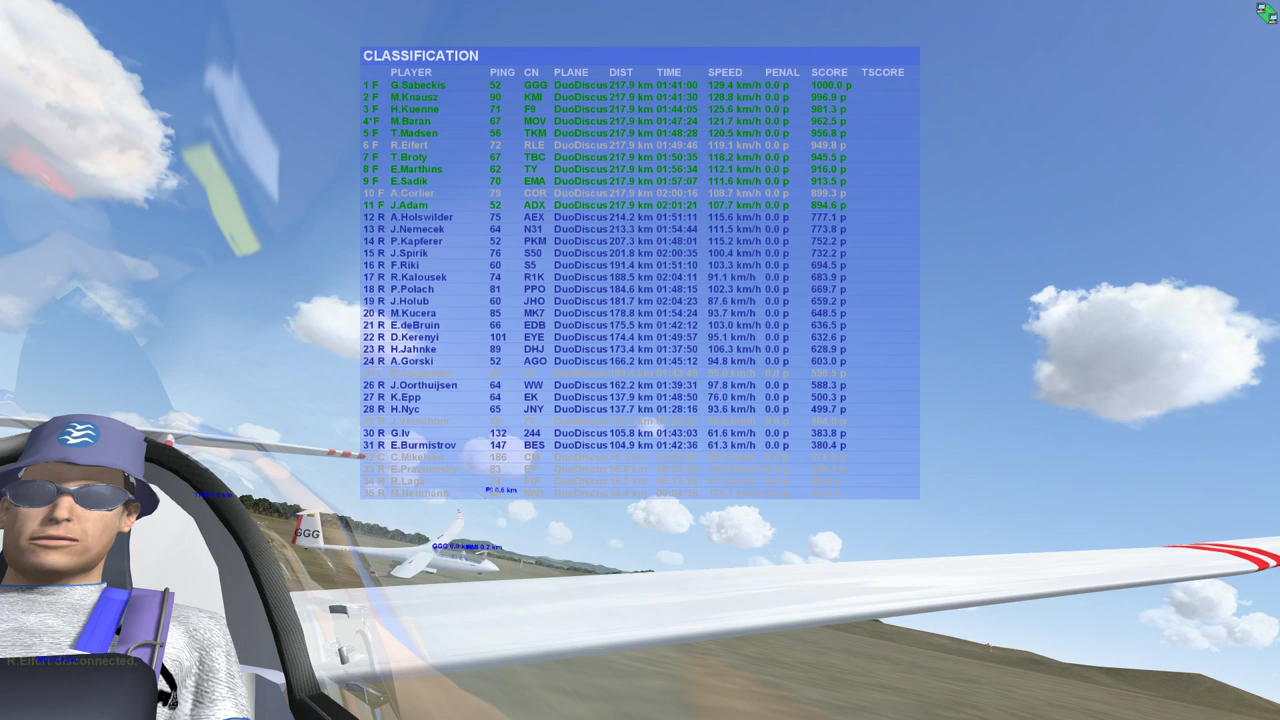 CLASSIFICATION
PLAYER PING CN PLANE DIST TIME SPEED PENAL SCORE TSCORE
1 F G.Sabeckis 52 GGG DuoDiscus 217.9 km 01:41:00 129.4 km/h 0.0 p 1000.0 p
2 F M.Knausz 90 KMI DuoDiscus 217.9 km 01:41:30 128.8 km/h 0.0 p 996.9 p
3 F H.Kuenne 71 F9 DuoDiscus 217.9 km 01:44:05 125.6 km/h 0.0 p 981.3 p
4*F M.Baran 67 MOV DuoDiscus 217.9 km 01:47:24 121.7 km/h 0.0 p 962.5 p
5 F T.Madsen 56 TKM DuoDiscus 217.9 km 01:48:28 120.5 km/h 0.0 p 956.8 p
6 F R.Eifert 72 RLE DuoDiscus 217.9 km 01:49:46 119.1 km/h 0.0 p 949.8 p
7 F T.Broty 67 TBC DuoDiscus 217.9 km 01:50:35 118.2 km/h 0.0 p 945.5 p
8 F E.Marthins 62 TY DuoDiscus 217.9 km 01:56:34 112.1 km/h 0.0 p 916.0 p
9 F E.Sadik 70 EMA DuoDiscus 217.9 km 01:57:07 111.6 km/h 0.0 p 913.5 p
10 F A.Corlier 79 COR DuoDiscus 217.9 km 02:00:16 108.7 km/h 0.0 p 899.3 p
11 F J.Adam 52 ADX DuoDiscus 217.9 km 02:01:21 107.7 km/h 0.0 p 894.6 p
12 R A.Holswilder 75 AEX DuoDiscus 214.2 km 01:51:11 115.6 km/h 0.0 p 777.1 p
13 R J.Nemecek 64 N31 DuoDiscus 213.3 km 01:54:44 111.5 km/h 0.0 p 773.8 p
14 R P.Kapferer 52 PKM DuoDiscus 207.3 km 01:48:01 115.2 km/h 0.0 p 752.2 p
15 R J.Spirik 76 S50 DuoDiscus 201.8 km 02:00:35 100.4 km/h 0.0 p 732.2 p
16 R F.Riki 60 S5 DuoDiscus 191.4 km 01:51:10 103.3 km/h 0.0 p 694.5 p
17 R R.Kalousek 74 R1K DuoDiscus 188.5 km 02:04:11 91.1 km/h 0.0 p 683.9 p
18 R P.Polach 81 PPO DuoDiscus 184.6 km 01:48:15 102.3 km/h 0.0 p 669.7 p
19 R J.Holub 60 JHO DuoDiscus 181.7 km 02:04:23 87.6 km/h 0.0 p 659.2 p
20 R M.Kucera 85 MK7 DuoDiscus 178.8 km 01:54:24 93.7 km/h 0.0 p 648.5 p
21 R E.deBruin 66 EDB DuoDiscus 175.5 km 01:42:12 103.0 km/h 0.0 p 636.5 p
22 R D.Kerenyi 101 EYE DuoDiscus 174.4 km 01:49:57 95.1 km/h 0.0 p 632.6 p
23 R H.Jahnke 89 DHJ DuoDiscus 173.4 km 01:37:50 106.3 km/h 0.0 p 628.9 p
24 R A.Gorski 52 AGO DuoDiscus 166.2 km 01:45:12 94.8 km/h 0.0 p 603.0 p
26 R J.Oorthuijsen 64 WW DuoDiscus 162.2 km 01:39:31 97.8 km/h 0.0 p 588.3 p
27 R K.Epp 64 EK DuoDiscus 137.9 km 01:48:50 76.0 km/h 0.0 p 500.3 p
28 R H.Nyc 65 JNY DuoDiscus 137.7 km 01:28:16 93.6 km/h 0.0 p 499.7 p
30 R G.Iv 132 244 DuoDiscus 105.8 km 01:43:03 61.6 km/h 0.0 p 383.8 p
31 R E.Burmistrov 147 BES DuoDiscus 104.9 km 01:42:36 61.3 km/h 0.0 p 380.4 p
C.Mikelsen 186
33 R 83 EP
34 R R.Laga
35 R M.Neumann
F9 0.6 km
GGG
GGG 0.0 km
KMI 0.2 km
R.Eifert disconnected.